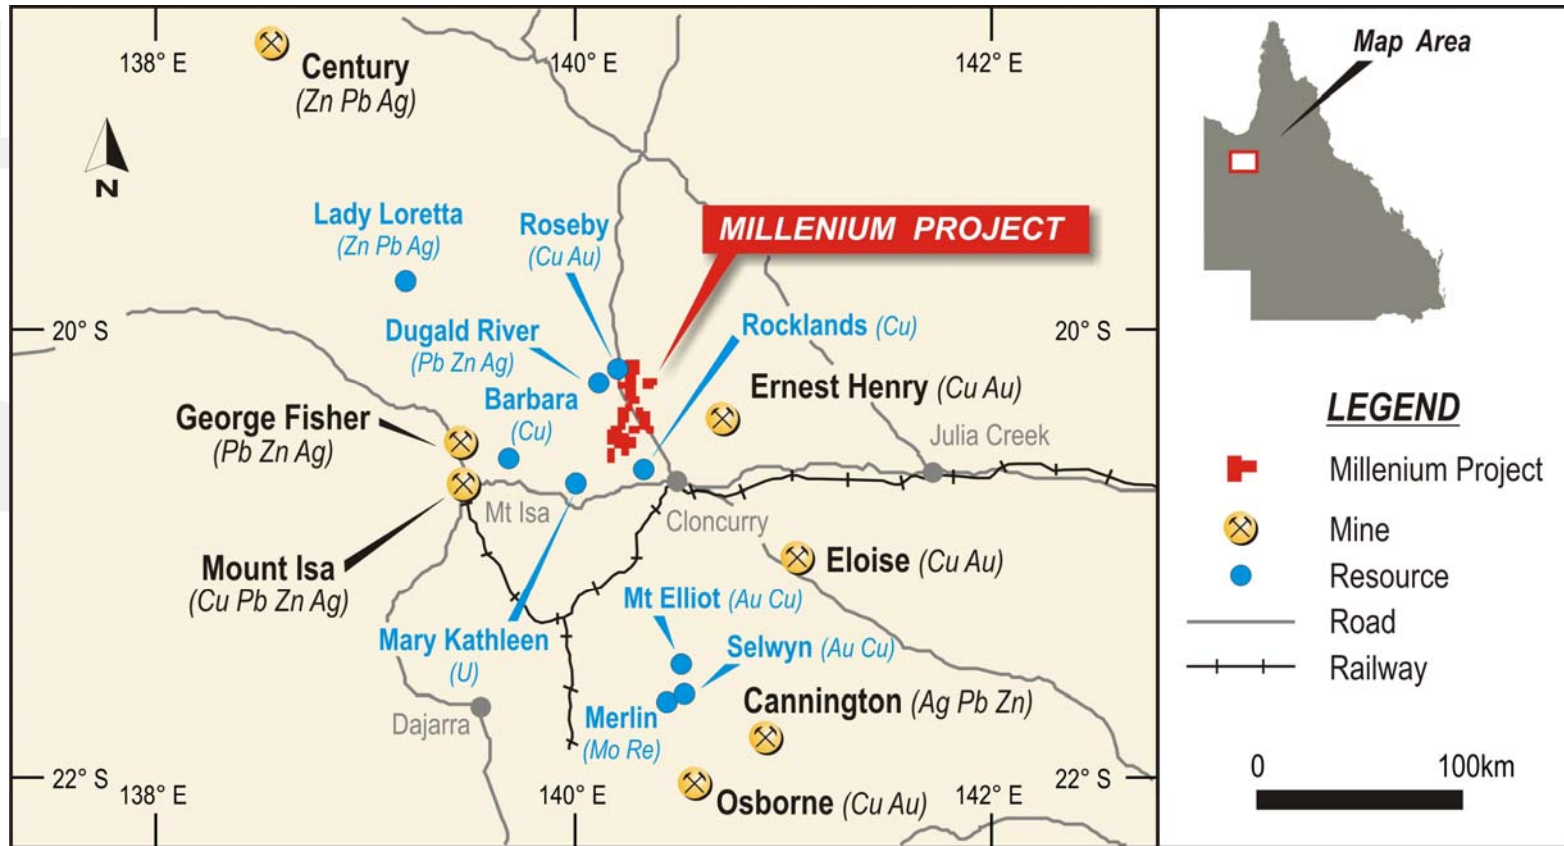 138° E
140° E
142° E
Century
(Zn Pb Ag)
N
Lady Loretta
(Zn Pb Ag)
Roseby
(Cu Au)
MILLENIUM PROJECT
20° S
20° S
Dugald River
(Pb Zn Ag)
Rocklands (Cu)
Barbara
(Cu)
Ernest Henry (Cu Au)
George Fisher
(Pb Zn Ag)
Julia Creek
Mt Isa
Cloncurry
Mount Isa
(Cu Pb Zn Ag)
Eloise (Cu Au)
Mt Elliot (Au Cu)
Mary Kathleen
(U)
Selwyn (Au Cu)
Cannington (Ag Pb Zn)
Dajarra
Merlin
(Mo Re)
Osborne (Cu Au)
22° S
22° S
138° E
140° E
142° E
Map Area
LEGEND
Millenium Project
Mine
Resource
Road
Railway
0 100km